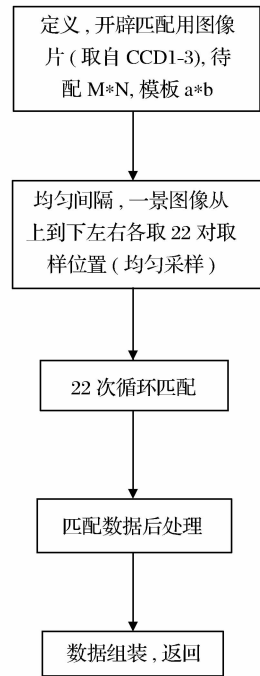 定义,开辟匹配用图像
片(取自 CCD1-3),待
配 M*N,模板 a*b
均匀间隔,一景图像从
上到下左右各取 22 对取
样位置(均匀采样)
22 次循环匹配
匹配数据后处理
数据组装,返回